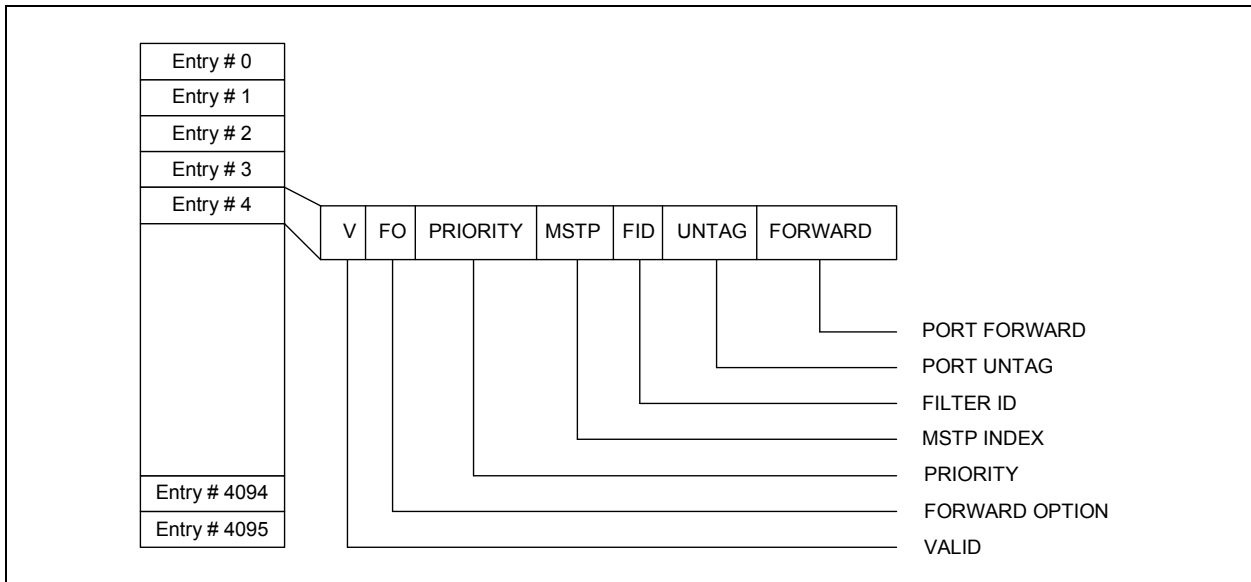 Entry # 0
Entry # 1
Entry # 2
Entry # 3
Entry # 4
V FO PRIORITY MSTP FID UNTAG FORWARD
PORT FORWARD
PORT UNTAG
FILTER ID
MSTP INDEX
PRIORITY
FORWARD OPTION
VALID
Entry # 4094
Entry # 4095